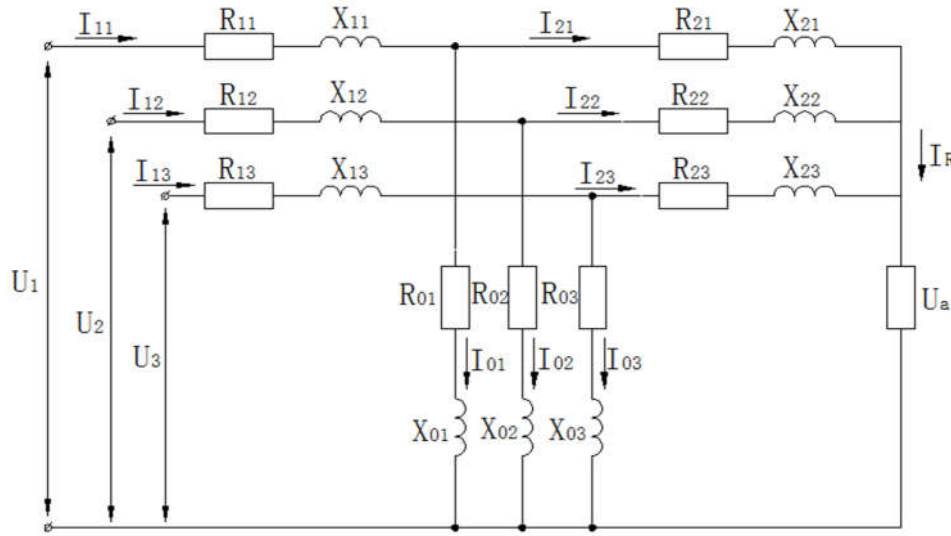 I11 R11 X11 I21 R21 X21
I12 R12 X12 I22 R22 X22
I13 R13 X13 I23 R23 X23 IR
U1 U2 U3 R01 R02 R03 Ua
I01 I02 I03
X01 X02 X03